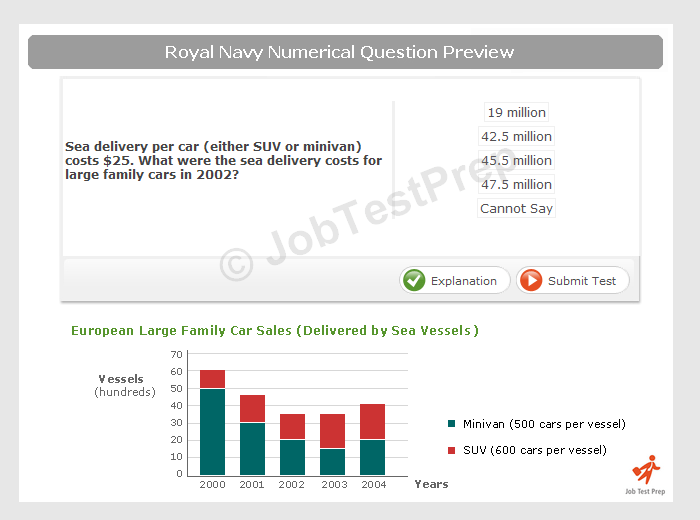 Royal Navy Numerical Question Preview
Sea delivery per car (either SUV or minivan)
costs $25. What were the sea delivery costs for
large family cars in 2002?
19 million
42.5 million
45.5 million
47.5 million
Cannot Say
© JobTestPrep
Explanation
Submit Test
European Large Family Car Sales (Delivered by Sea Vessels)
Vessels
(hundreds)
70
60
50
40
30
20
10
0
2000 2001 2002 2003 2004
Years
Minivan (500 cars per vessel)
SUV (600 cars per vessel)
Job Test Prep